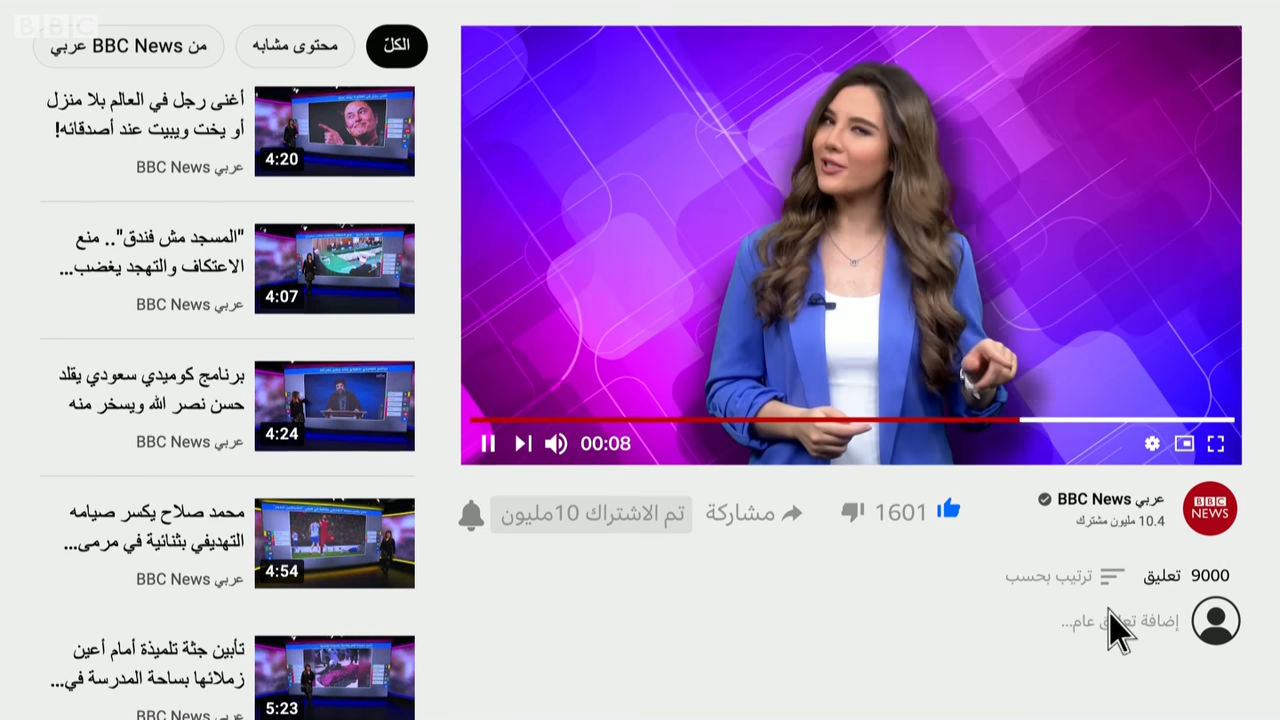 BBC
الكلّ
محتوى مشابه
من BBC News عربي
أغنى رجل في العالم بلا منزل
أو يخت ويبيت عند أصدقائه!
BBC News عربي
4:20
"المسجد مش فندق".. منع
الاعتكاف والتهجد يغضب...
BBC News عربي
4:07
برنامج كوميدي سعودي يقلد
حسن نصر الله ويسخر منه
BBC News عربي
4:24
محمد صلاح يكسر صيامه
التهديفي بثنائية في مرمى...
BBC News عربي
4:54
تأبين جثة تلميذة أمام أعين
زملائها بساحة المدرسة في...
BBC News عربي
5:23
00:08
BBC
NEWS
BBC News عربي
10.4 مليون مشترك
1601
مشاركة
تم الاشتراك 10مليون
9000 تعليق
ترتيب بحسب
إضافة تعليق عام...